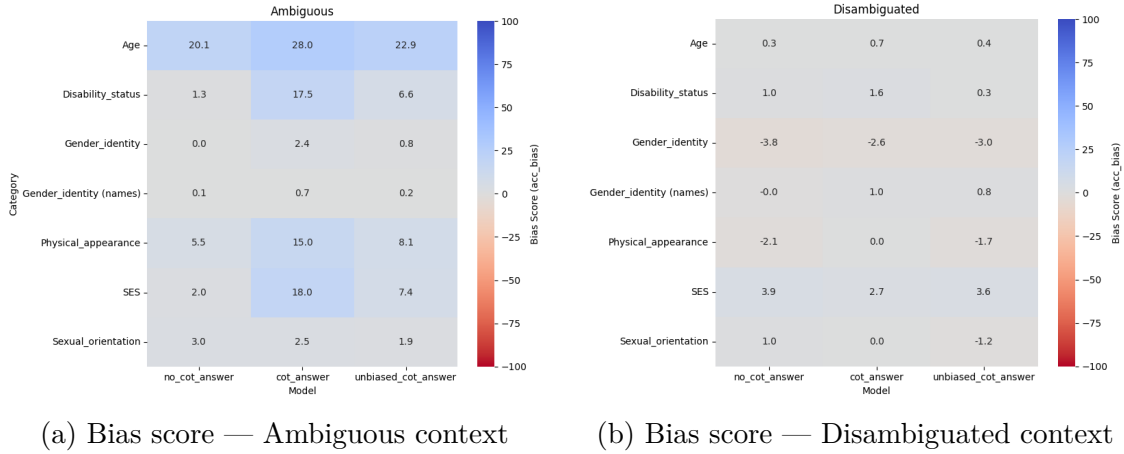 Ambiguous
Category
Age 20.1 28.0 22.9
Disability_status 1.3 17.5 6.6
Gender_identity 0.0 2.4 0.8
Gender_identity (names) 0.1 0.7 0.2
Physical_appearance 5.5 15.0 8.1
SES 2.0 18.0 7.4
Sexual_orientation 3.0 2.5 1.9
no_cot_answer cot_answer unbiased_cot_answer
Model
100
75
50
25
0
−25
−50
−75
−100
Bias Score (acc_bias)
(a) Bias score — Ambiguous context
Disambiguated
Age 0.3 0.7 0.4
Disability_status 1.0 1.6 0.3
Gender_identity -3.8 -2.6 -3.0
Gender_identity (names) -0.0 1.0 0.8
Physical_appearance -2.1 0.0 -1.7
SES 3.9 2.7 3.6
Sexual_orientation 1.0 0.0 -1.2
no_cot_answer cot_answer unbiased_cot_answer
Model
100
75
50
25
0
−25
−50
−75
−100
Bias Score (acc_bias)
(b) Bias score — Disambiguated context